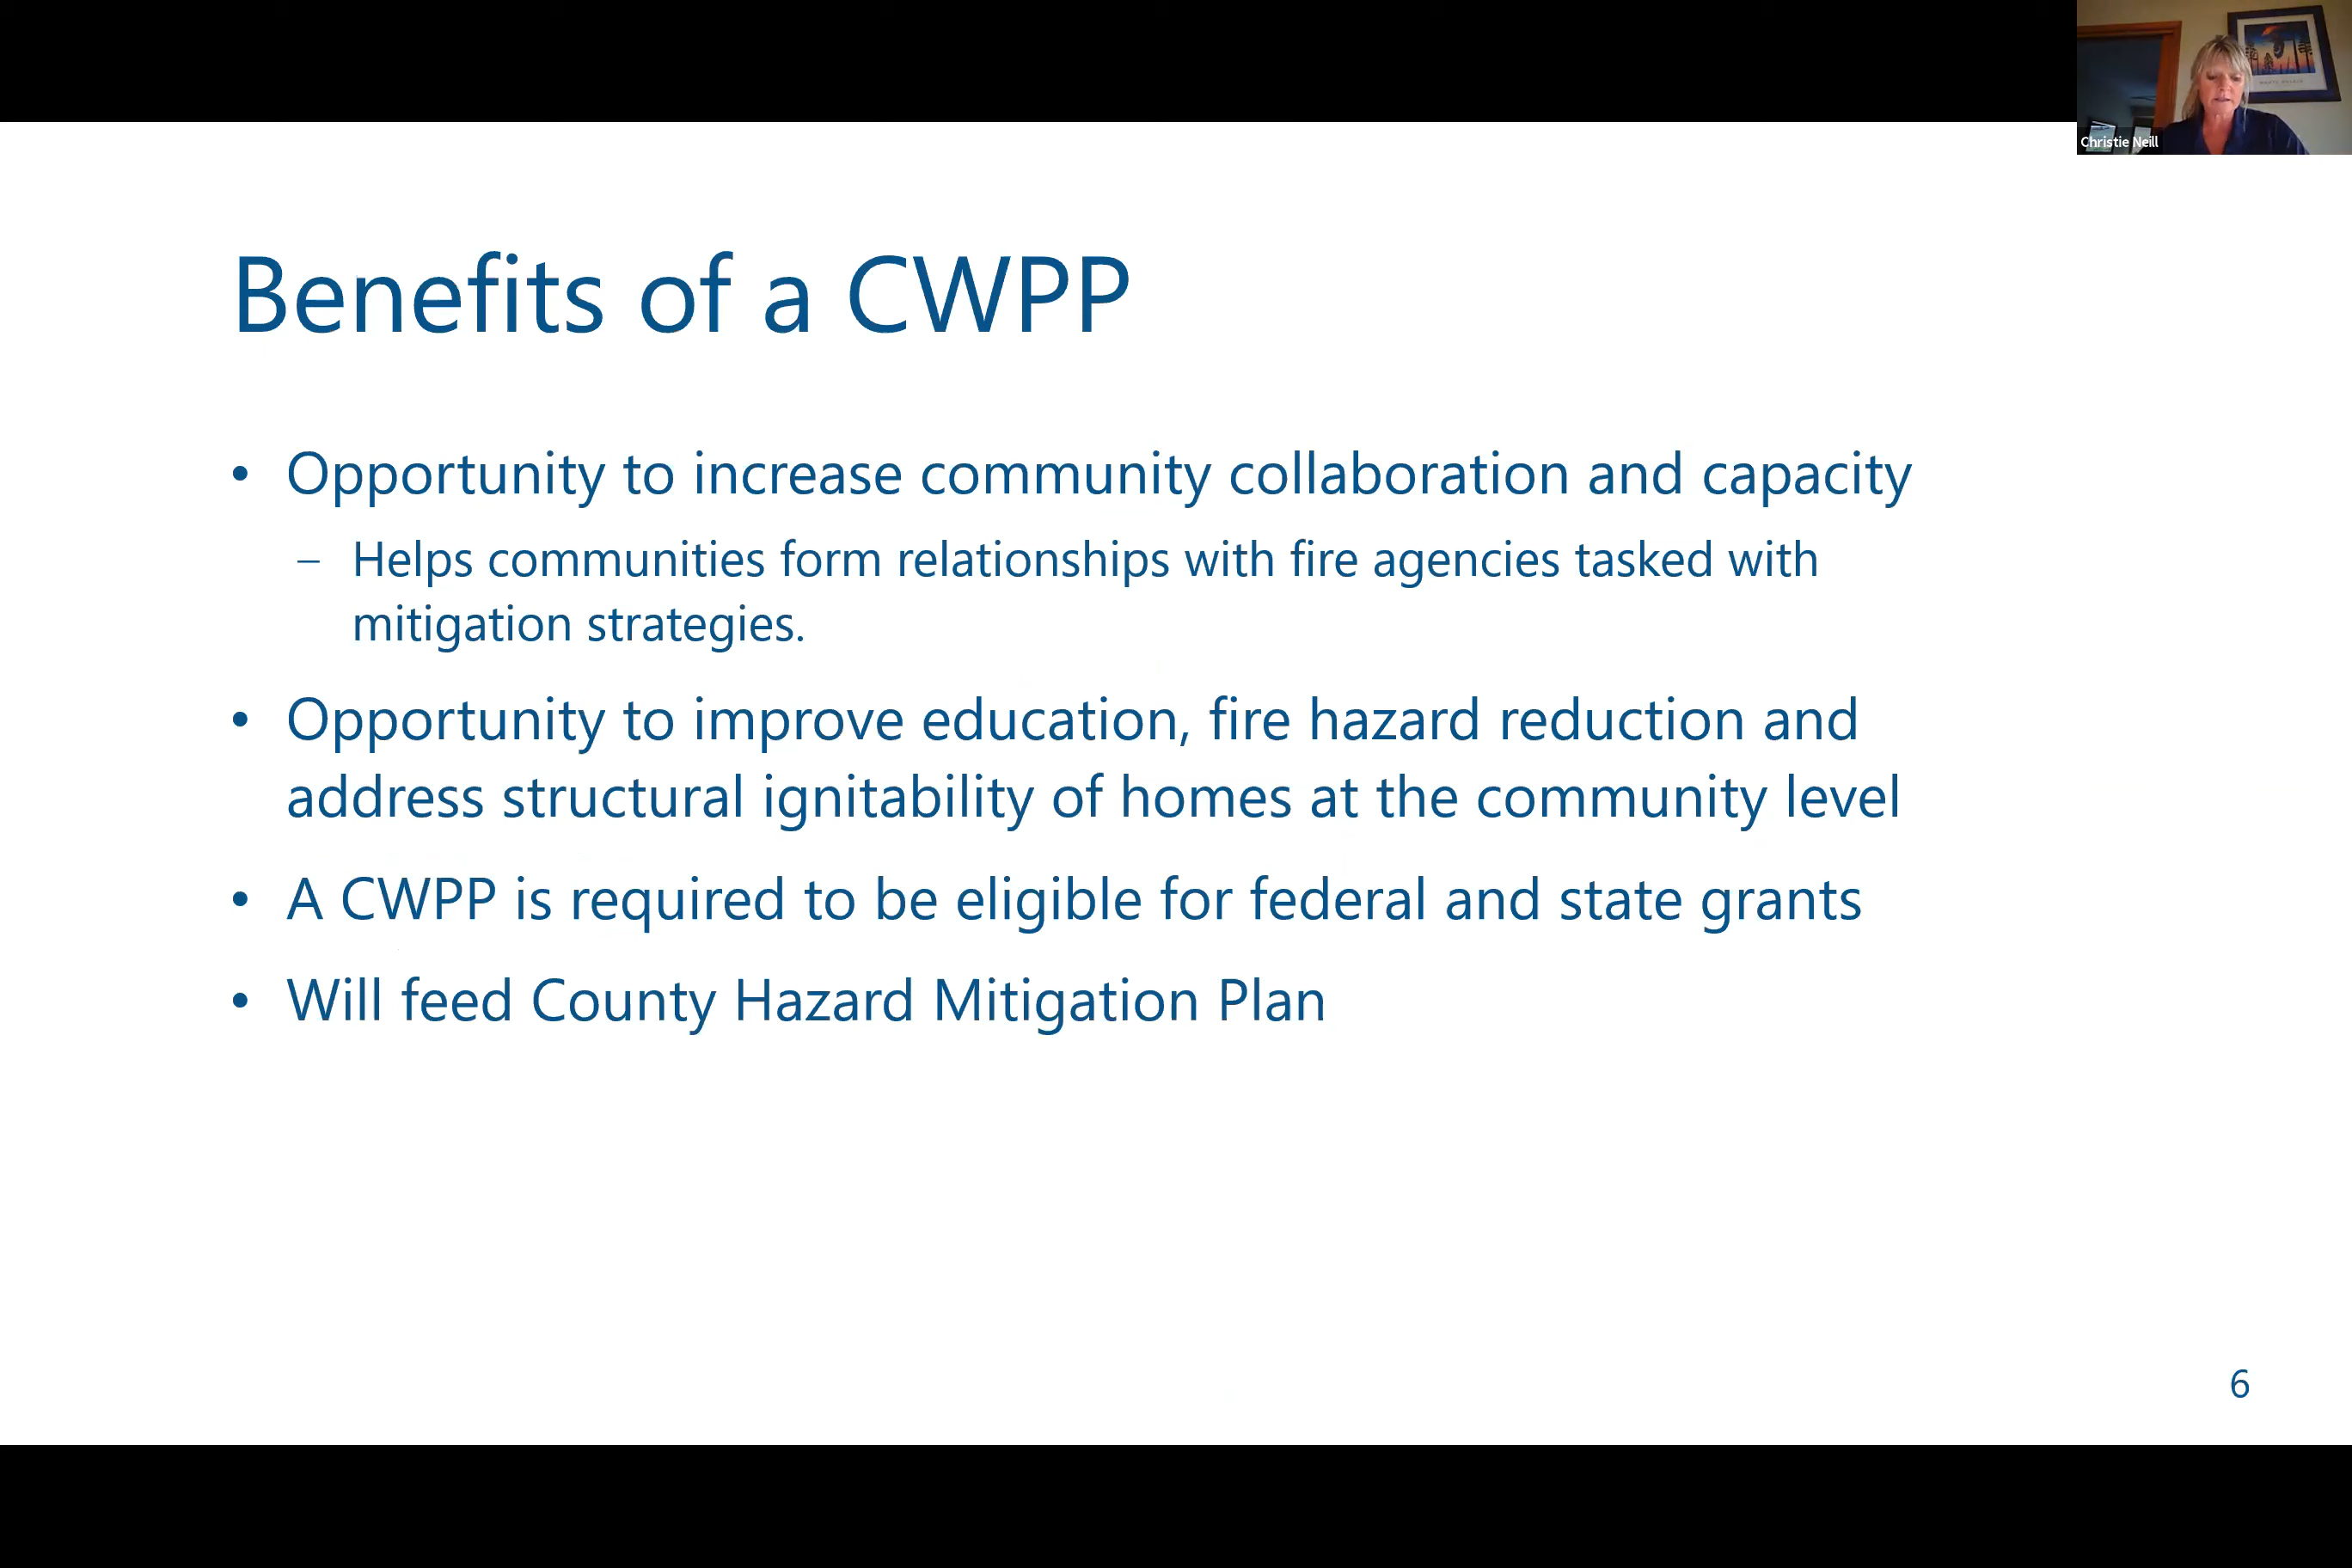 Christie Neill
Benefits of a CWPP
• Opportunity to increase community collaboration and capacity
– Helps communities form relationships with fire agencies tasked with
mitigation strategies.
• Opportunity to improve education, fire hazard reduction and
address structural ignitability of homes at the community level
• A CWPP is required to be eligible for federal and state grants
• Will feed County Hazard Mitigation Plan
6